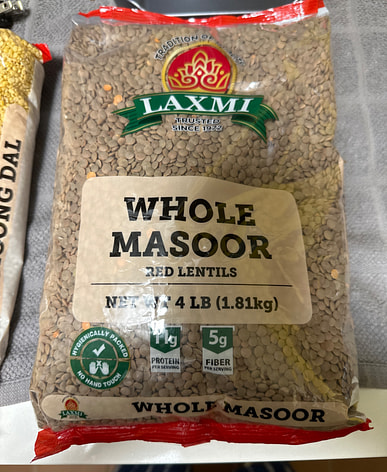 TRADITION OF
LAXMI
TRUSTED
SINCE 1972
WHOLE
MASOOR
RED LENTILS
NET WT 4 LB (1.81kg)
HYGIENICALLY PACKED
NO HAND TOUCH
11g
PROTEIN
PER SERVING
5g
FIBER
PER SERVING
LAXMI
WHOLE MASOOR
ONG DAL